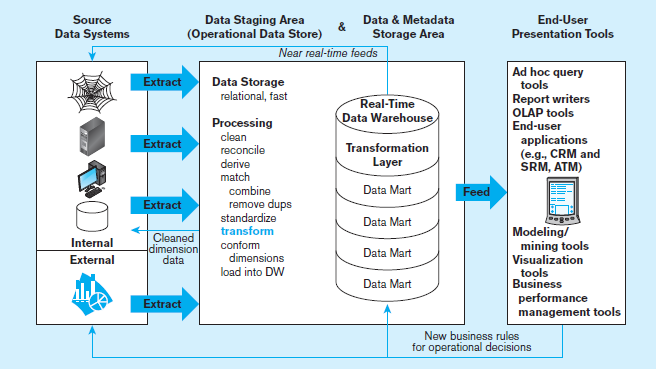 Source
Data Systems
Data Staging Area
(Operational Data Store)
&
Data & Metadata
Storage Area
End-User
Presentation Tools
Near real-time feeds
Extract
Extract
Extract
Extract
Internal
External
Cleaned
dimension
data
Data Storage
relational, fast
Processing
clean
reconcile
derive
match
combine
remove dups
standardize
transform
conform
dimensions
load into DW
Real-Time
Data Warehouse
Transformation
Layer
Data Mart
Data Mart
Data Mart
Data Mart
Feed
Ad hoc query
tools
Report writers
OLAP tools
End-user
applications
(e.g., CRM and
SRM, ATM)
Modeling/
mining tools
Visualization
tools
Business
performance
management tools
New business rules
for operational decisions